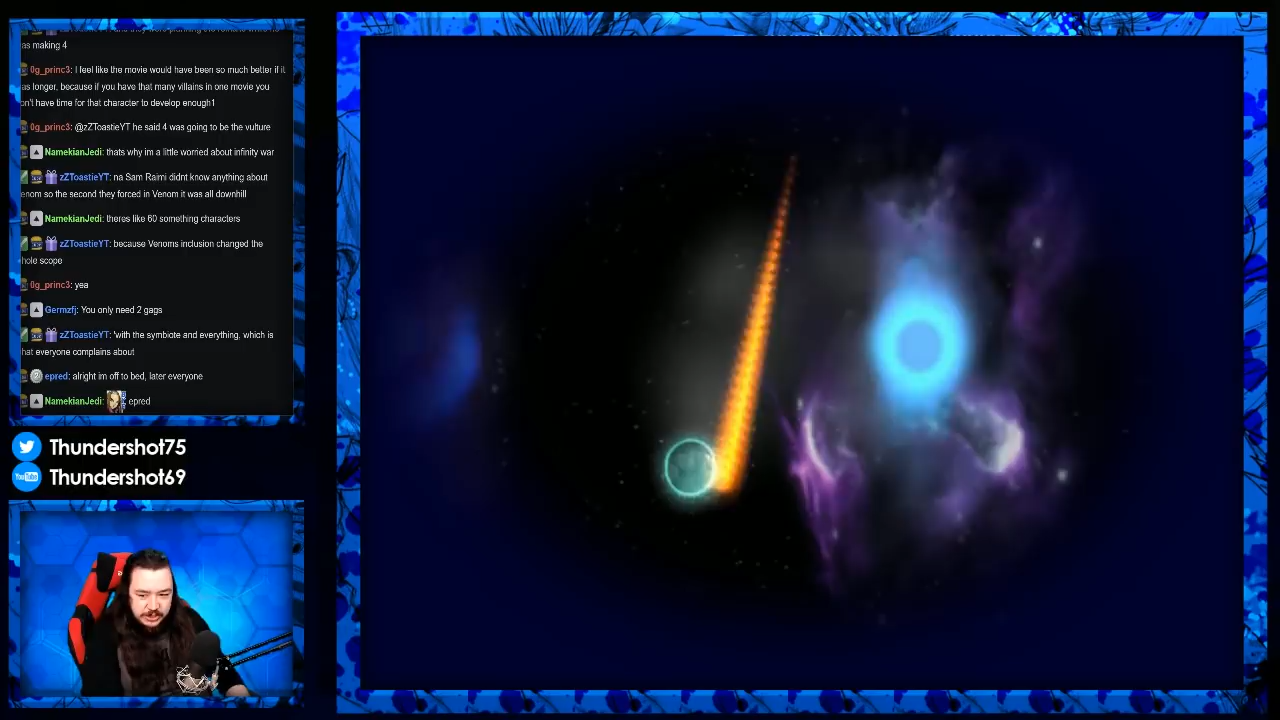 as making 4
0g_princ3: I feel like the movie would have been so much better if it
as longer, because if you have that many villains in one movie you
on't have time for that character to develop enough1
0g_princ3: @zZToastieYT he said 4 was going to be the vulture
NamekianJedi: thats why im a little worried about infinity war
zZToastieYT: na Sam Raimi didnt know anything about
enom so the second they forced in Venom it was all downhill
NamekianJedi: theres like 60 something characters
zZToastieYT: because Venoms inclusion changed the
hole scope
0g_princ3: yea
Germzfj: You only need 2 gags
zZToastieYT: 'with the symbiote and everything, which is
hat everyone complains about
epred: alright im off to bed, later everyone
NamekianJedi: epred
Thundershot75
You Tube Thundershot69